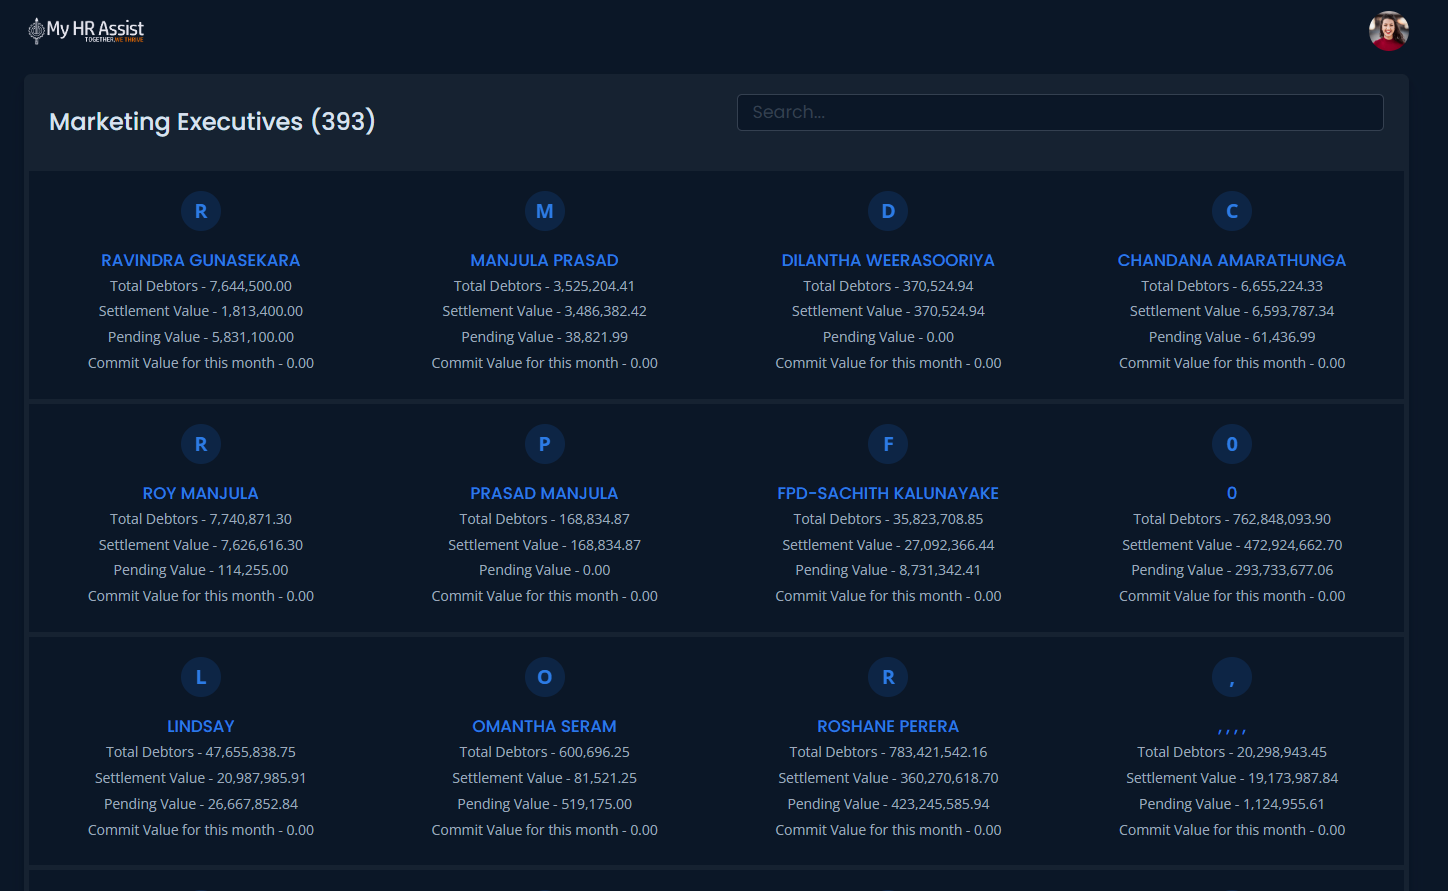 My HR Assist
TOGETHER, WE THRIVE
Marketing Executives (393)
Search...
R M D C
RAVINDRA GUNASEKARA MANJULA PRASAD DILANTHA WEERASOORIYA CHANDANA AMARATHUNGA
Total Debtors - 7,644,500.00 Total Debtors - 3,525,204.41 Total Debtors - 370,524.94 Total Debtors - 6,655,224.33
Settlement Value - 1,813,400.00 Settlement Value - 3,486,382.42 Settlement Value - 370,524.94 Settlement Value - 6,593,787.34
Pending Value - 5,831,100.00 Pending Value - 38,821.99 Pending Value - 0.00 Pending Value - 61,436.99
Commit Value for this month - 0.00 Commit Value for this month - 0.00 Commit Value for this month - 0.00 Commit Value for this month - 0.00
R P F 0
ROY MANJULA PRASAD MANJULA FPD-SACHITH KALUNAYAKE 0
Total Debtors - 7,740,871.30 Total Debtors - 168,834.87 Total Debtors - 35,823,708.85 Total Debtors - 762,848,093.90
Settlement Value - 7,626,616.30 Settlement Value - 168,834.87 Settlement Value - 27,092,366.44 Settlement Value - 472,924,662.70
Pending Value - 114,255.00 Pending Value - 0.00 Pending Value - 8,731,342.41 Pending Value - 293,733,677.06
Commit Value for this month - 0.00 Commit Value for this month - 0.00 Commit Value for this month - 0.00 Commit Value for this month - 0.00
L O R ,
LINDSAY OMANTHA SERAM ROSHANE PERERA , , , ,
Total Debtors - 47,655,838.75 Total Debtors - 600,696.25 Total Debtors - 783,421,542.16 Total Debtors - 20,298,943.45
Settlement Value - 20,987,985.91 Settlement Value - 81,521.25 Settlement Value - 360,270,618.70 Settlement Value - 19,173,987.84
Pending Value - 26,667,852.84 Pending Value - 519,175.00 Pending Value - 423,245,585.94 Pending Value - 1,124,955.61
Commit Value for this month - 0.00 Commit Value for this month - 0.00 Commit Value for this month - 0.00 Commit Value for this month - 0.00